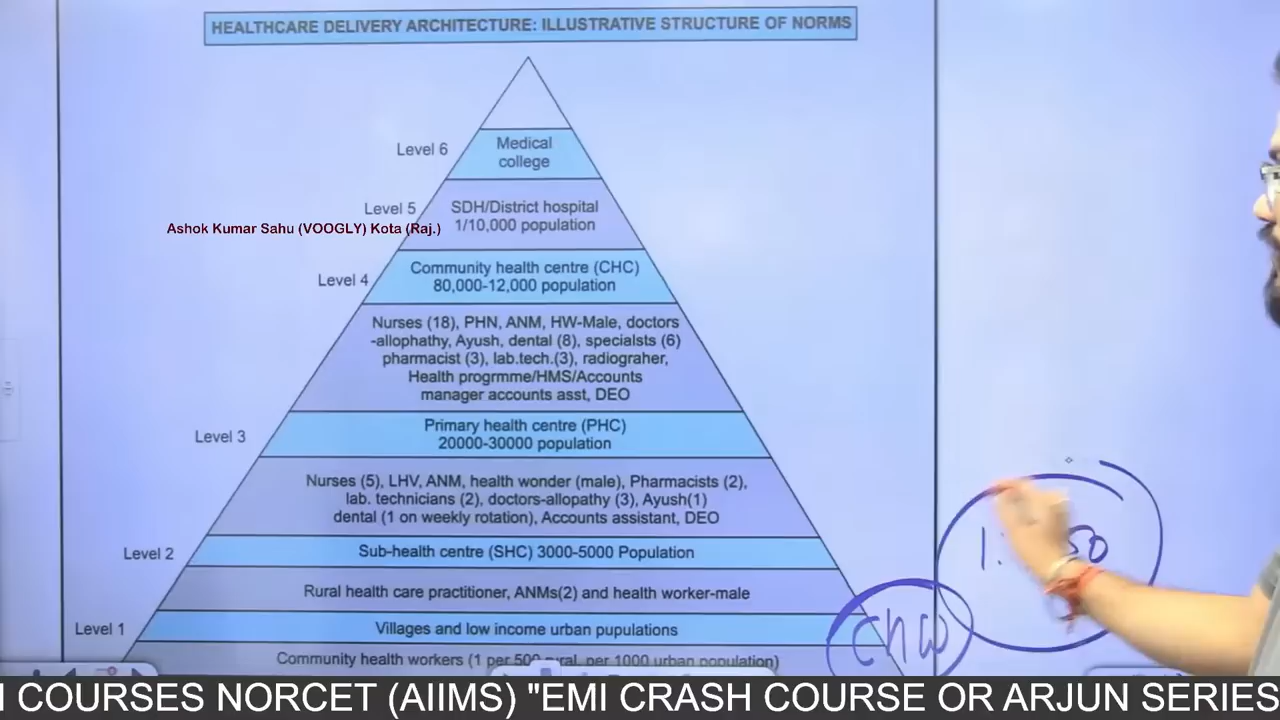 HEALTHCARE DELIVERY ARCHITECTURE: ILLUSTRATIVE STRUCTURE OF NORMS
Level 6
Medical
college
Level 5
SDH/District hospital
1/10,000 population
Ashok Kumar Sahu (VOOGLY) Kota (Raj.)
Level 4
Community health centre (CHC)
80,000-12,000 population
Nurses (18), PHN, ANM, HW-Male, doctors
-allophathy, Ayush, dental (8), specialsts (6)
pharmacist (3), lab.tech.(3), radiograher,
Health progrmme/HMS/Accounts
manager accounts asst, DEO
Level 3
Primary health centre (PHC)
20000-30000 population
Nurses (5), LHV, ANM, health wonder (male), Pharmacists (2),
lab. technicians (2), doctors-allopathy (3), Ayush(1)
dental (1 on weekly rotation), Accounts assistant, DEO
Level 2
Sub-health centre (SHC) 3000-5000 Population
Rural health care practitioner, ANMs(2) and health worker-male
Level 1
Villages and low income urban pupulations
Community health workers (1 per 500 rural, per 1000 urban population)
CHW
COURSES NORCET (AIIMS) "EMI CRASH COURSE OR ARJUN SERIES